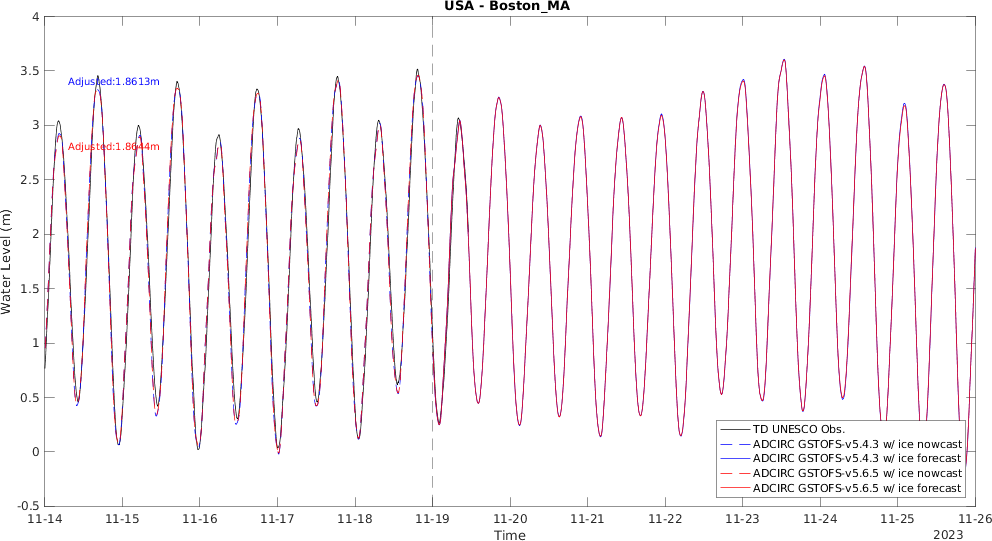 USA - Boston_MA
4
3.5
3
2.5
2
1.5
1
0.5
0
-0.5
Water Level (m)
Adjusted:1.8613m
Adjusted:1.8644m
TD UNESCO Obs.
ADCIRC GSTOFS-v5.4.3 w/ ice nowcast
ADCIRC GSTOFS-v5.4.3 w/ ice forecast
ADCIRC GSTOFS-v5.6.5 w/ ice nowcast
ADCIRC GSTOFS-v5.6.5 w/ ice forecast
11-14 11-15 11-16 11-17 11-18 11-19 11-20 11-21 11-22 11-23 11-24 11-25 11-26
Time
2023